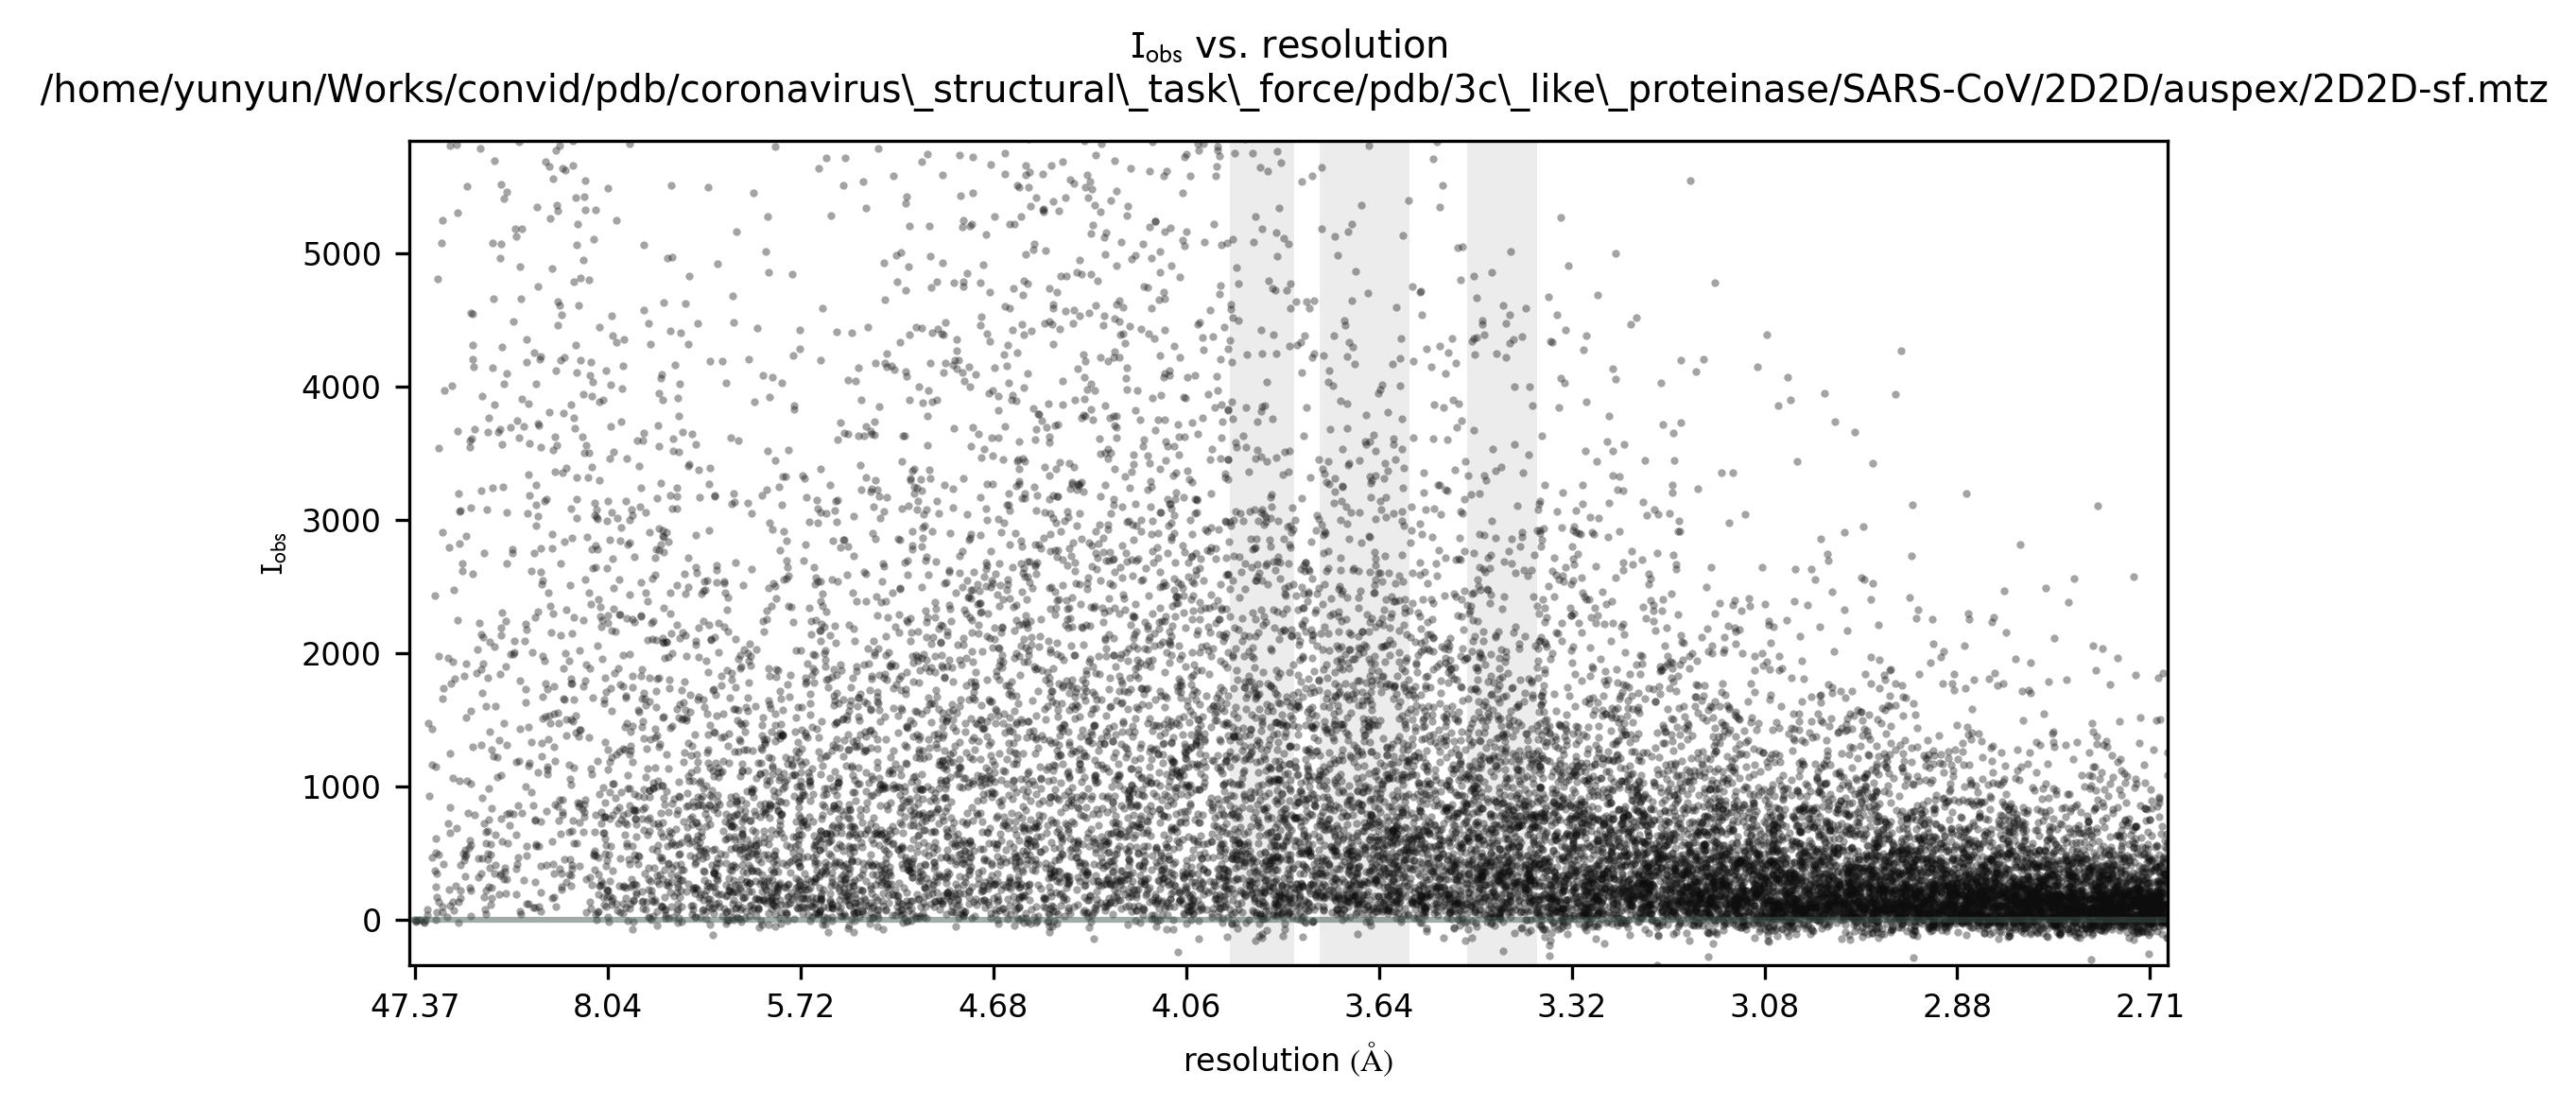 I_obs vs. resolution
/home/yunyun/Works/convid/pdb/coronavirus\_structural\_task\_force/pdb/3c\_like\_proteinase/SARS-CoV/2D2D/auspex/2D2D-sf.mtz
I_obs
5000
4000
3000
2000
1000
0
47.37 8.04 5.72 4.68 4.06 3.64 3.32 3.08 2.88 2.71
resolution (Å)